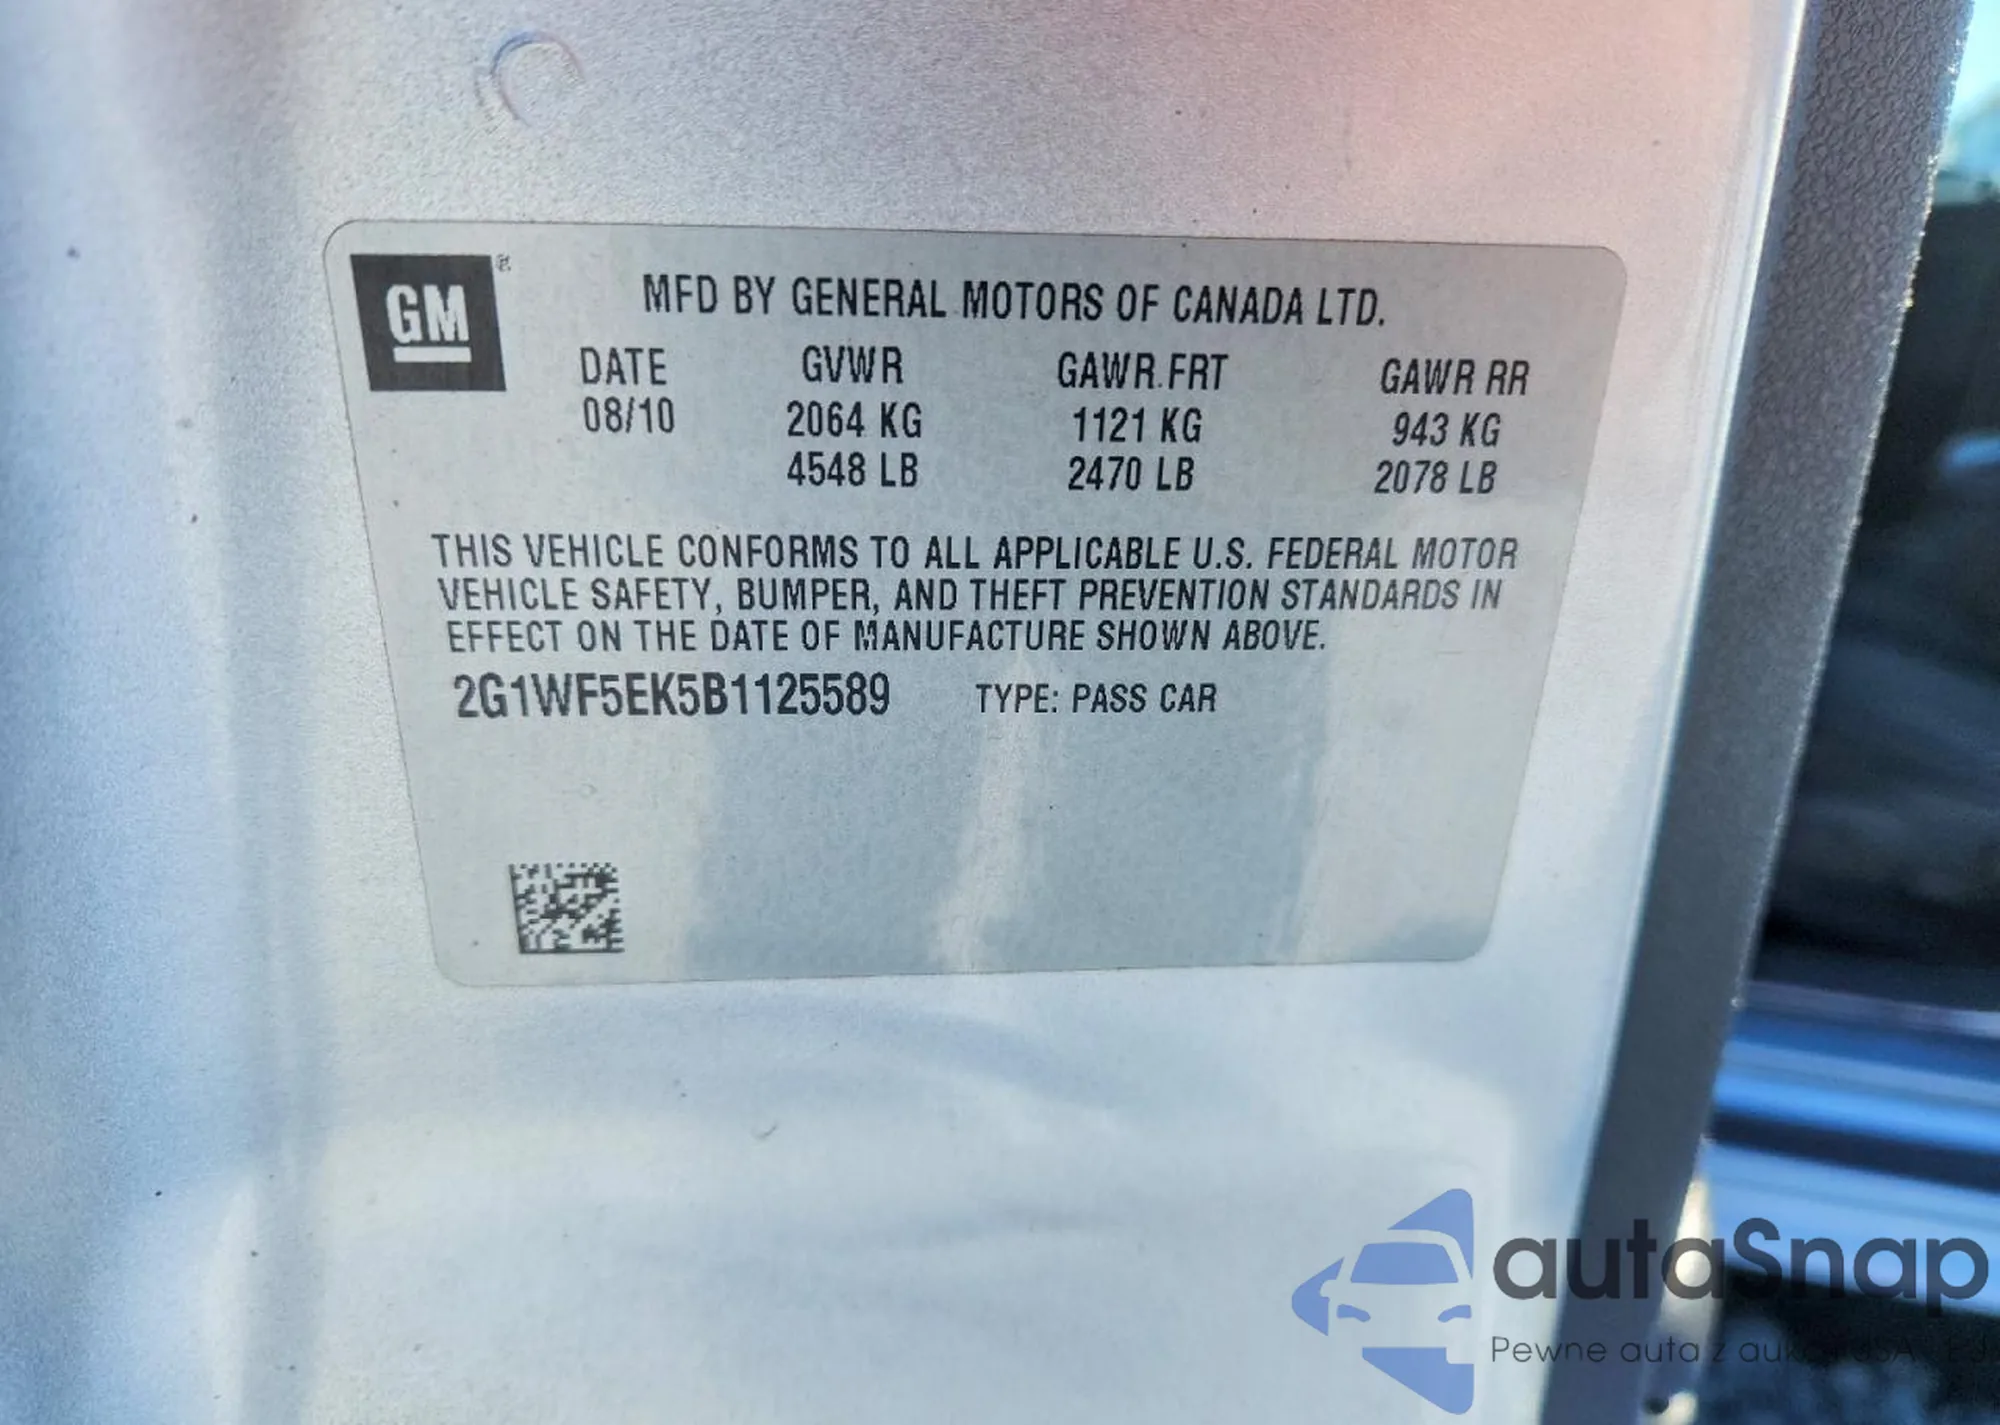 GM
MFD BY GENERAL MOTORS OF CANADA LTD.
DATE GVWR GAWR FRT GAWR RR
08/10 2064 KG 1121 KG 943 KG
4548 LB 2470 LB 2078 LB
THIS VEHICLE CONFORMS TO ALL APPLICABLE U.S. FEDERAL MOTOR
VEHICLE SAFETY, BUMPER, AND THEFT PREVENTION STANDARDS IN
EFFECT ON THE DATE OF MANUFACTURE SHOWN ABOVE.
2G1WF5EK5B1125589 TYPE: PASS CAR
autaSnap
Pewne auta z